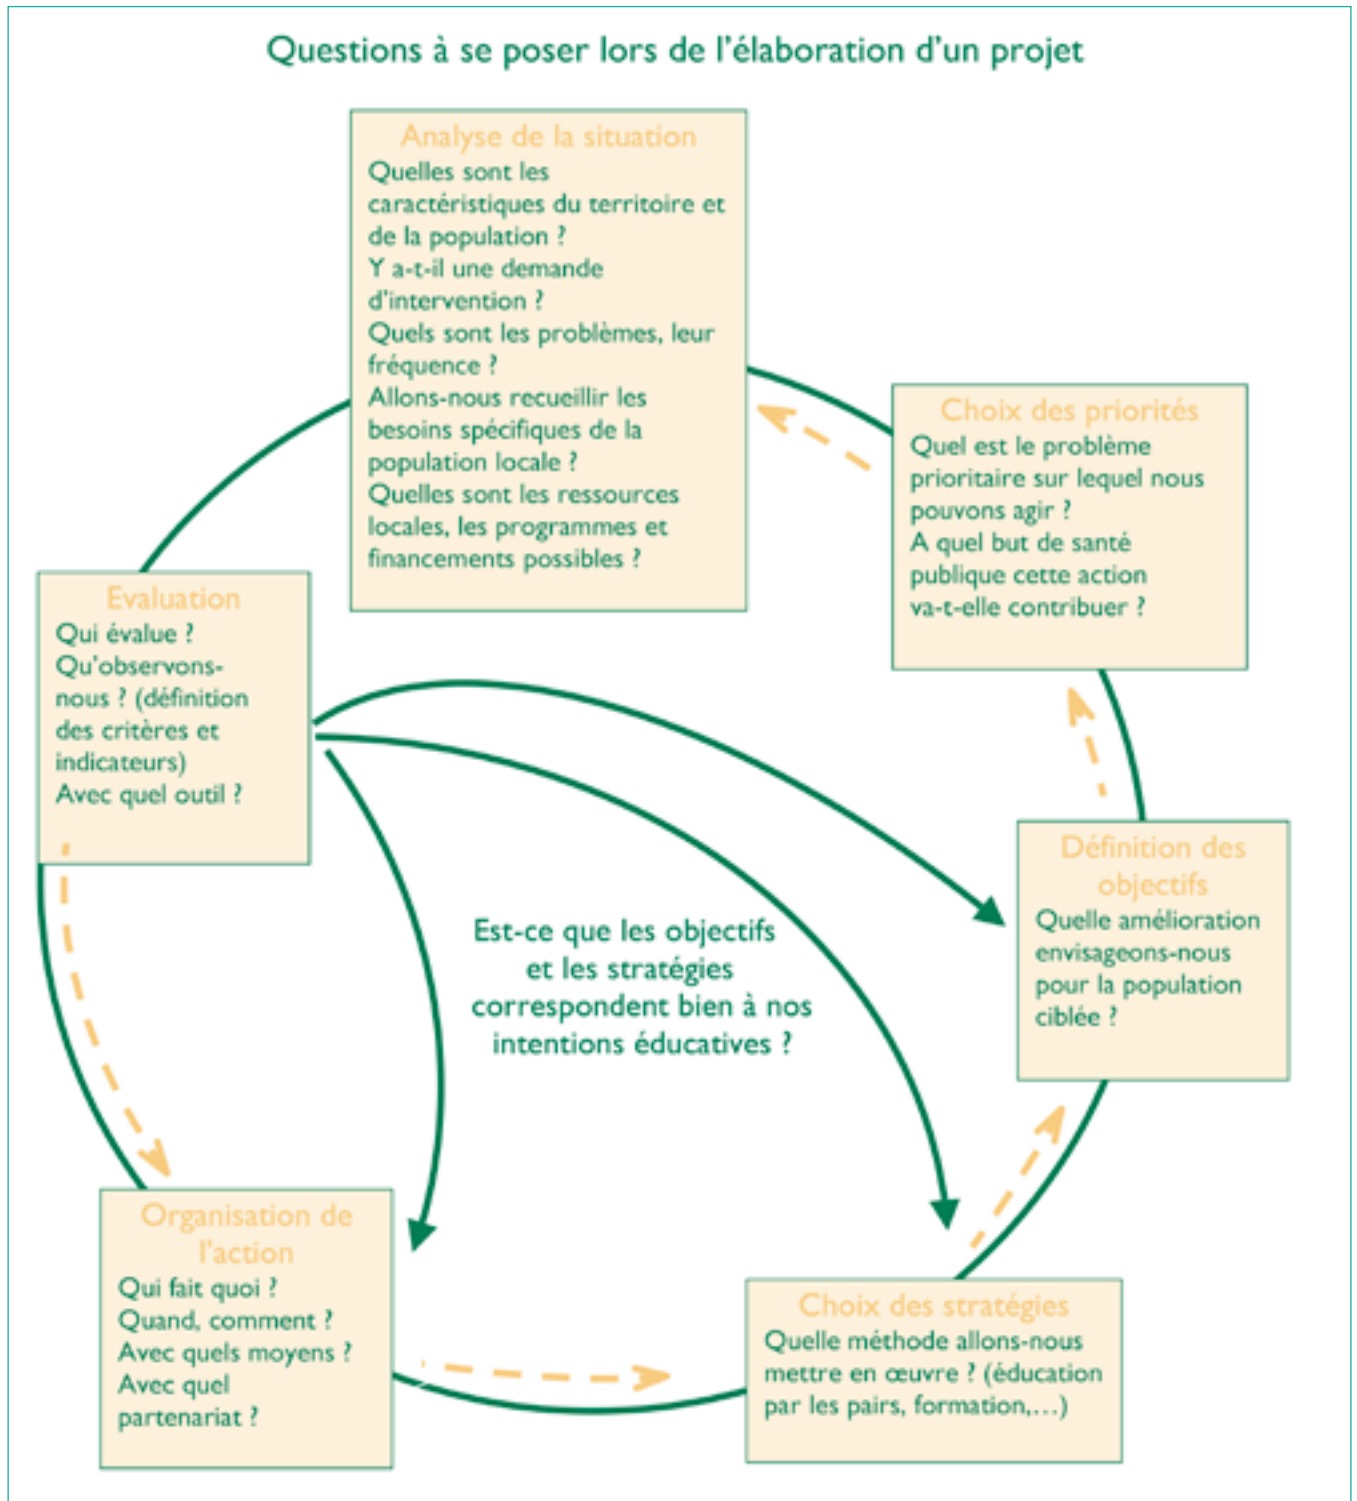 Questions à se poser lors de l'élaboration d'un projet
Analyse de la situation
Quelles sont les
caractéristiques du territoire et
de la population ?
Y a-t-il une demande
d'intervention ?
Quels sont les problèmes, leur
fréquence ?
Allons-nous recueillir les
besoins spécifiques de la
population locale ?
Quelles sont les ressources
locales, les programmes et
financements possibles ?
Choix des priorités
Quel est le problème
prioritaire sur lequel nous
pouvons agir ?
A quel but de santé
publique cette action
va-t-elle contribuer ?
Définition des
objectifs
Quelle amélioration
envisageons-nous
pour la population
ciblée ?
Choix des stratégies
Quelle méthode allons-nous
mettre en œuvre ? (éducation
par les pairs, formation,...)
Organisation de
l'action
Qui fait quoi ?
Quand, comment ?
Avec quels moyens ?
Avec quel
partenariat ?
Evaluation
Qui évalue ?
Qu'observons-
nous ? (définition
des critères et
indicateurs)
Avec quel outil ?
Est-ce que les objectifs
et les stratégies
correspondent bien à nos
intentions éducatives ?